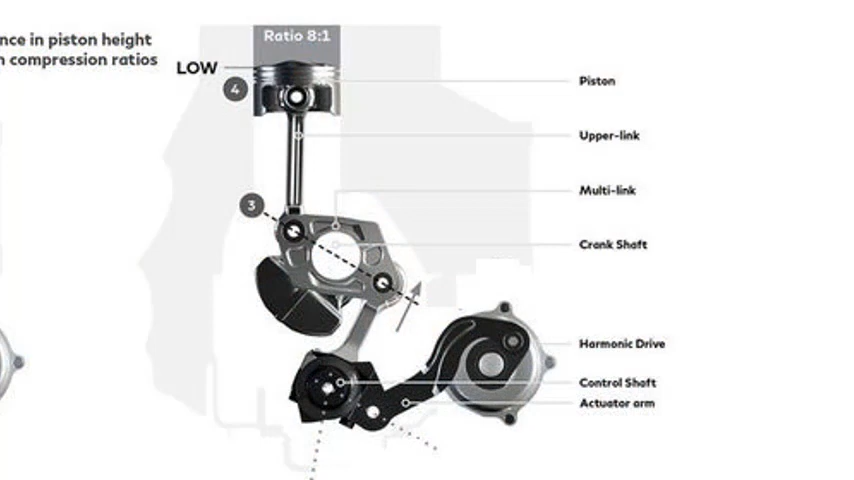 nce in piston height
n compression ratios
Ratio 8:1
LOW
4
Piston
Upper-link
Multi-link
3
Crank Shaft
Harmonic Drive
Control Shaft
Actuator arm